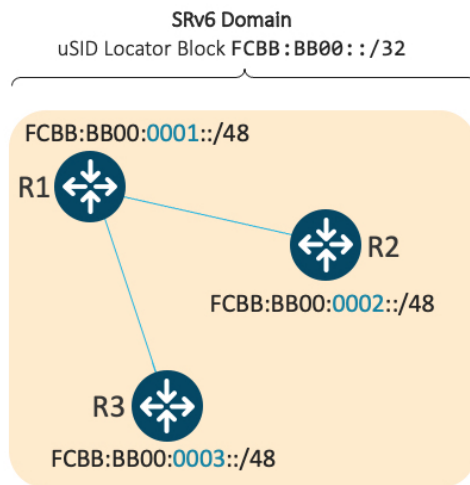 SRv6 Domain
uSID Locator Block FCBB:BB00::/32
FCBB:BB00:0001::/48
R1
R2
FCBB:BB00:0002::/48
R3
FCBB:BB00:0003::/48